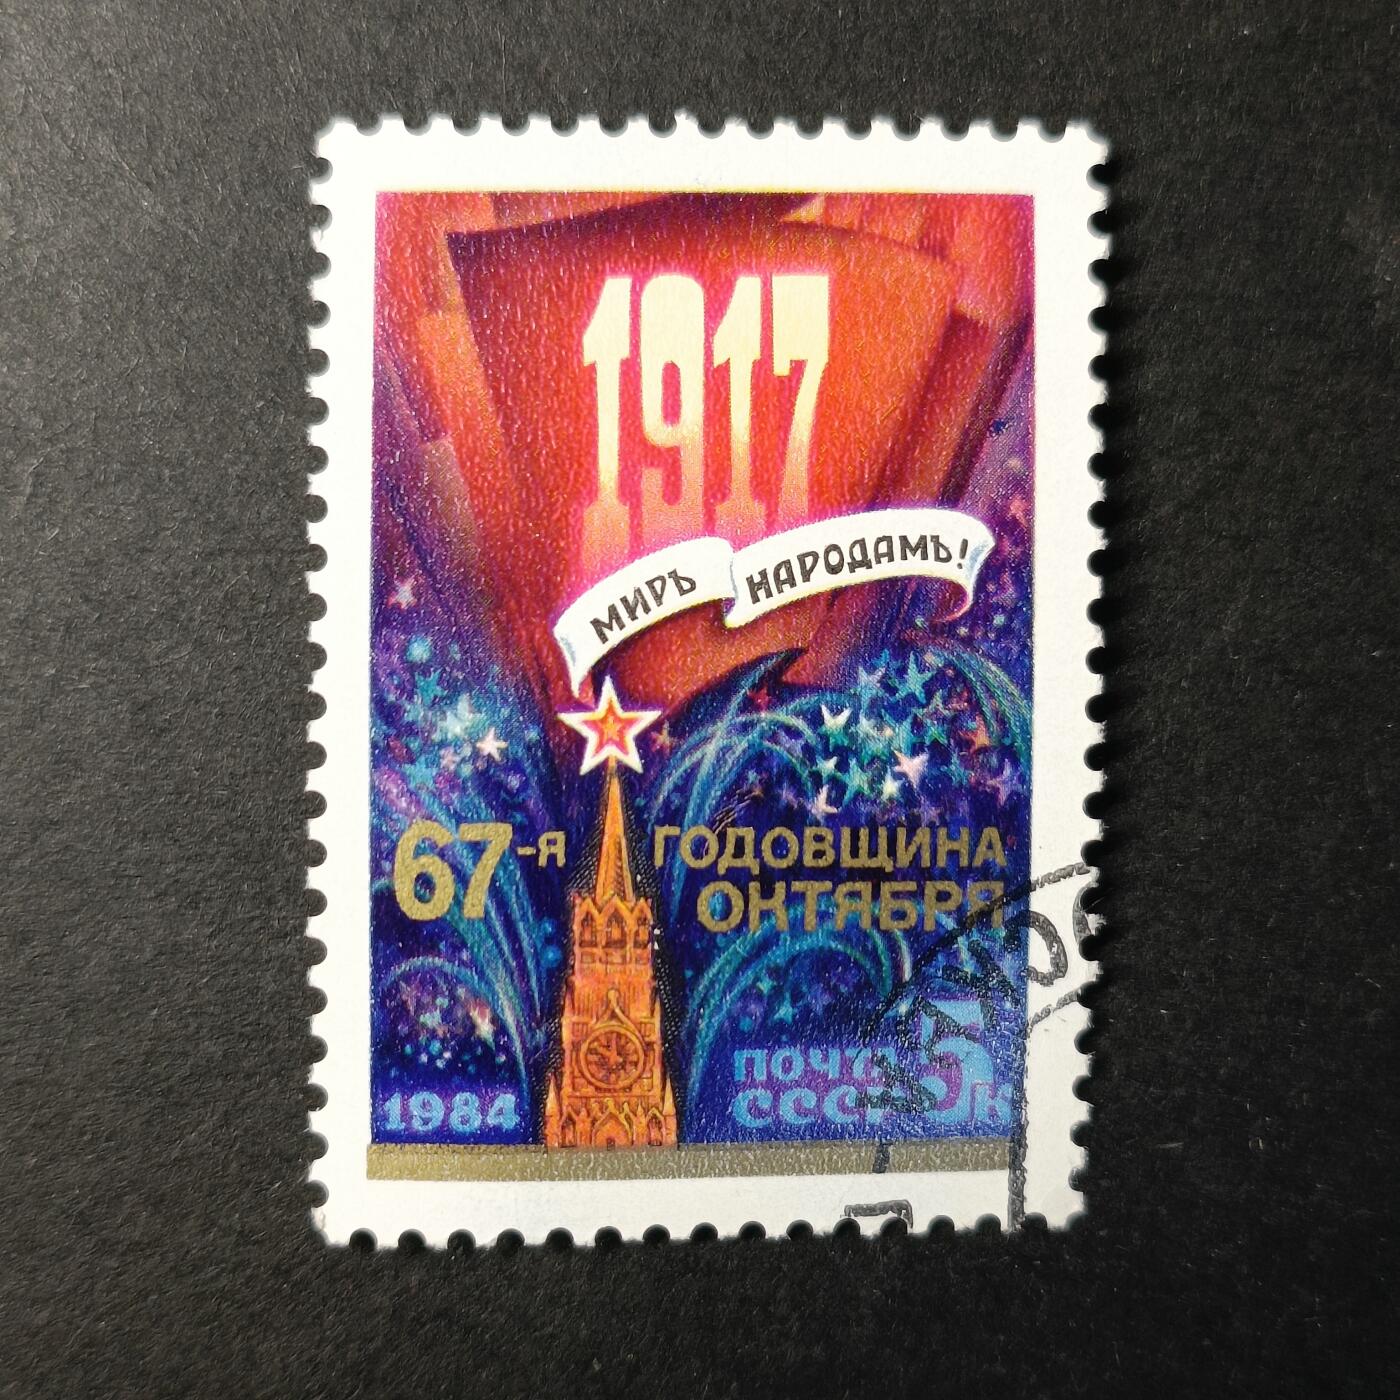 1917
МИРЪ НАРОДАМЪ!
67-я ГОДОВЩИНА
ОКТЯБРЯ
1984
ПОЧТА
СССР 5к